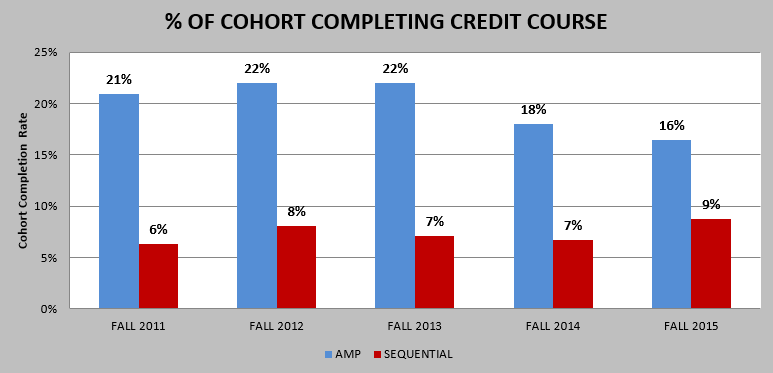 % OF COHORT COMPLETING CREDIT COURSE
25%
20%
15%
10%
5%
0%
Cohort Completion Rate
21%
6%
22%
8%
22%
7%
18%
7%
16%
9%
FALL 2011
FALL 2012
FALL 2013
FALL 2014
FALL 2015
AMP
SEQUENTIAL